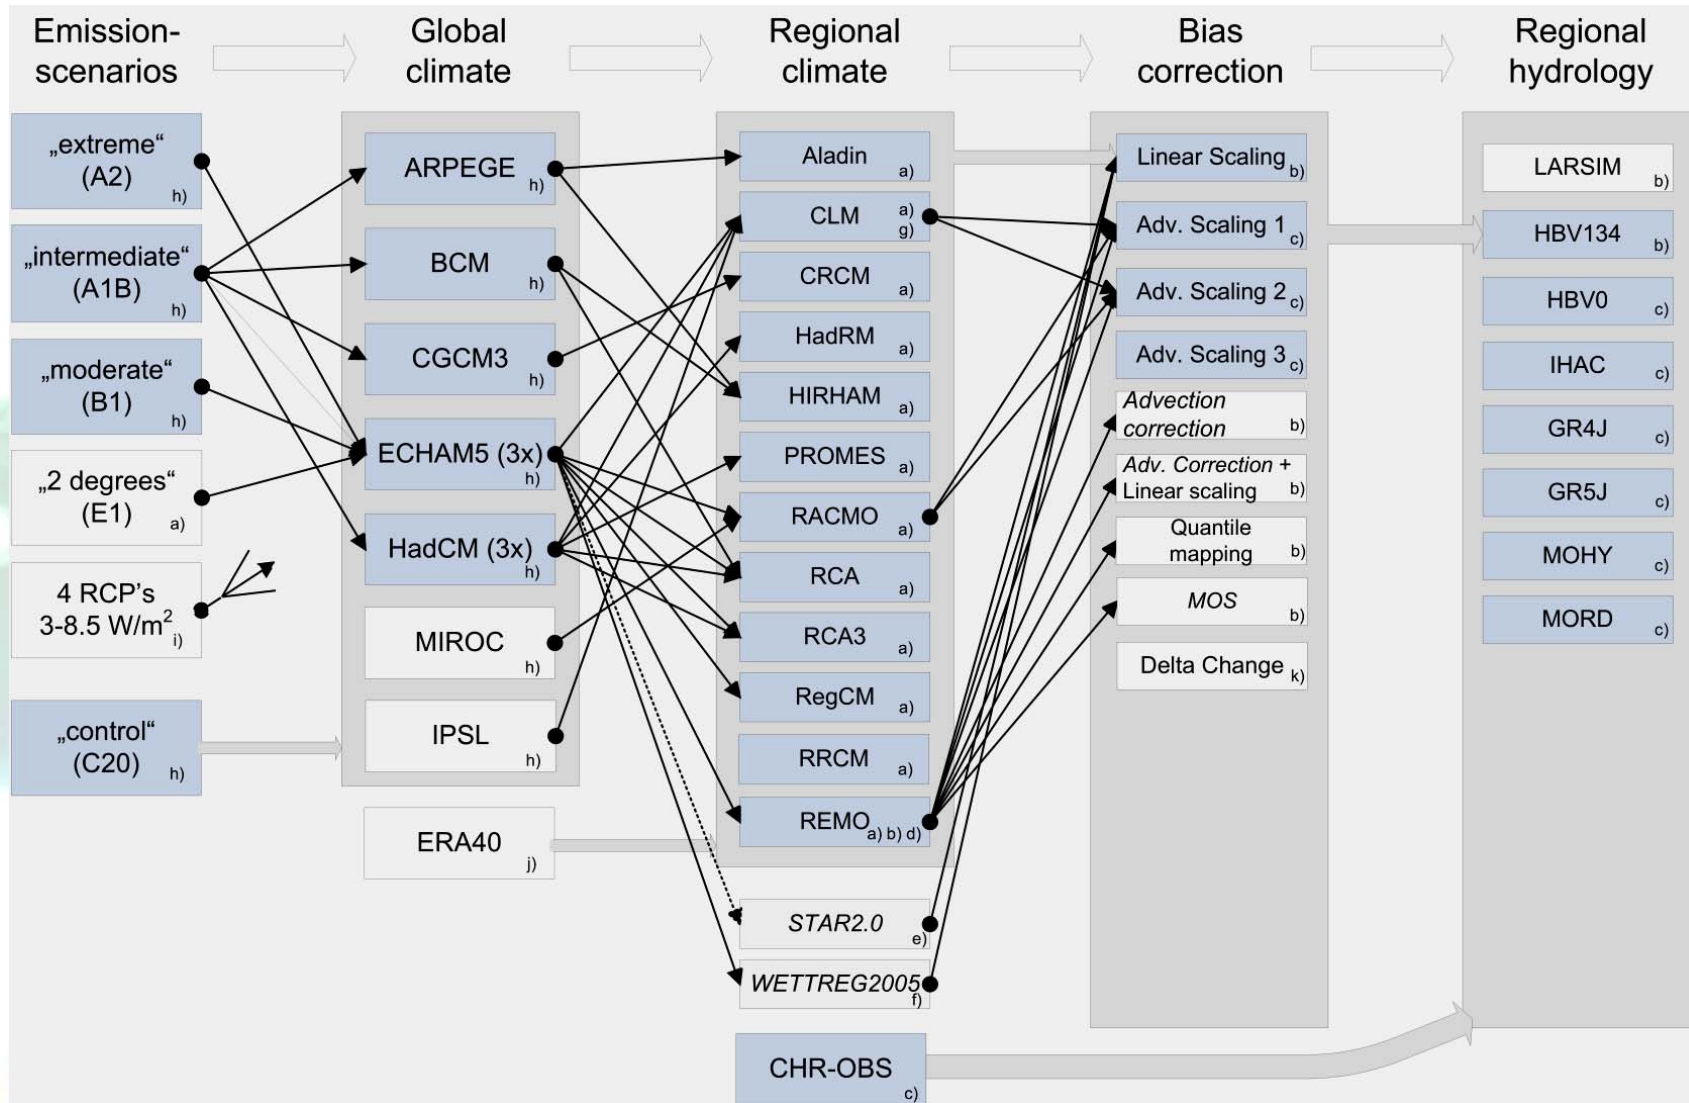 Emission-
scenarios
Global
climate
Regional
climate
Bias
correction
Regional
hydrology
„extreme“
(A2)
h)
„intermediate“
(A1B)
h)
„moderate“
(B1)
h)
„2 degrees“
(E1)
a)
4 RCP’s
3-8.5 W/m²
i)
„control“
(C20)
h)
ARPEGE
h)
BCM
h)
CGCM3
h)
ECHAM5 (3x)
h)
HadCM (3x)
h)
MIROC
h)
IPSL
h)
ERA40
j)
Aladin
a)
CLM
a)
g)
CRCM
a)
HadRM
a)
HIRHAM
a)
PROMES
a)
RACMO
a)
RCA
a)
RCA3
a)
RegCM
a)
RRCM
a)
REMO
a) b) d)
STAR2.0
e)
WETTREG2005
f)
CHR-OBS
c)
Linear Scaling
b)
Adv. Scaling 1
c)
Adv. Scaling 2
c)
Adv. Scaling 3
c)
Advection
correction
b)
Adv. Correction +
Linear scaling
b)
Quantile
mapping
b)
MOS
b)
Delta Change
k)
LARSIM
b)
HBV134
b)
HBV0
c)
IHAC
c)
GR4J
c)
GR5J
c)
MOHY
c)
MORD
c)